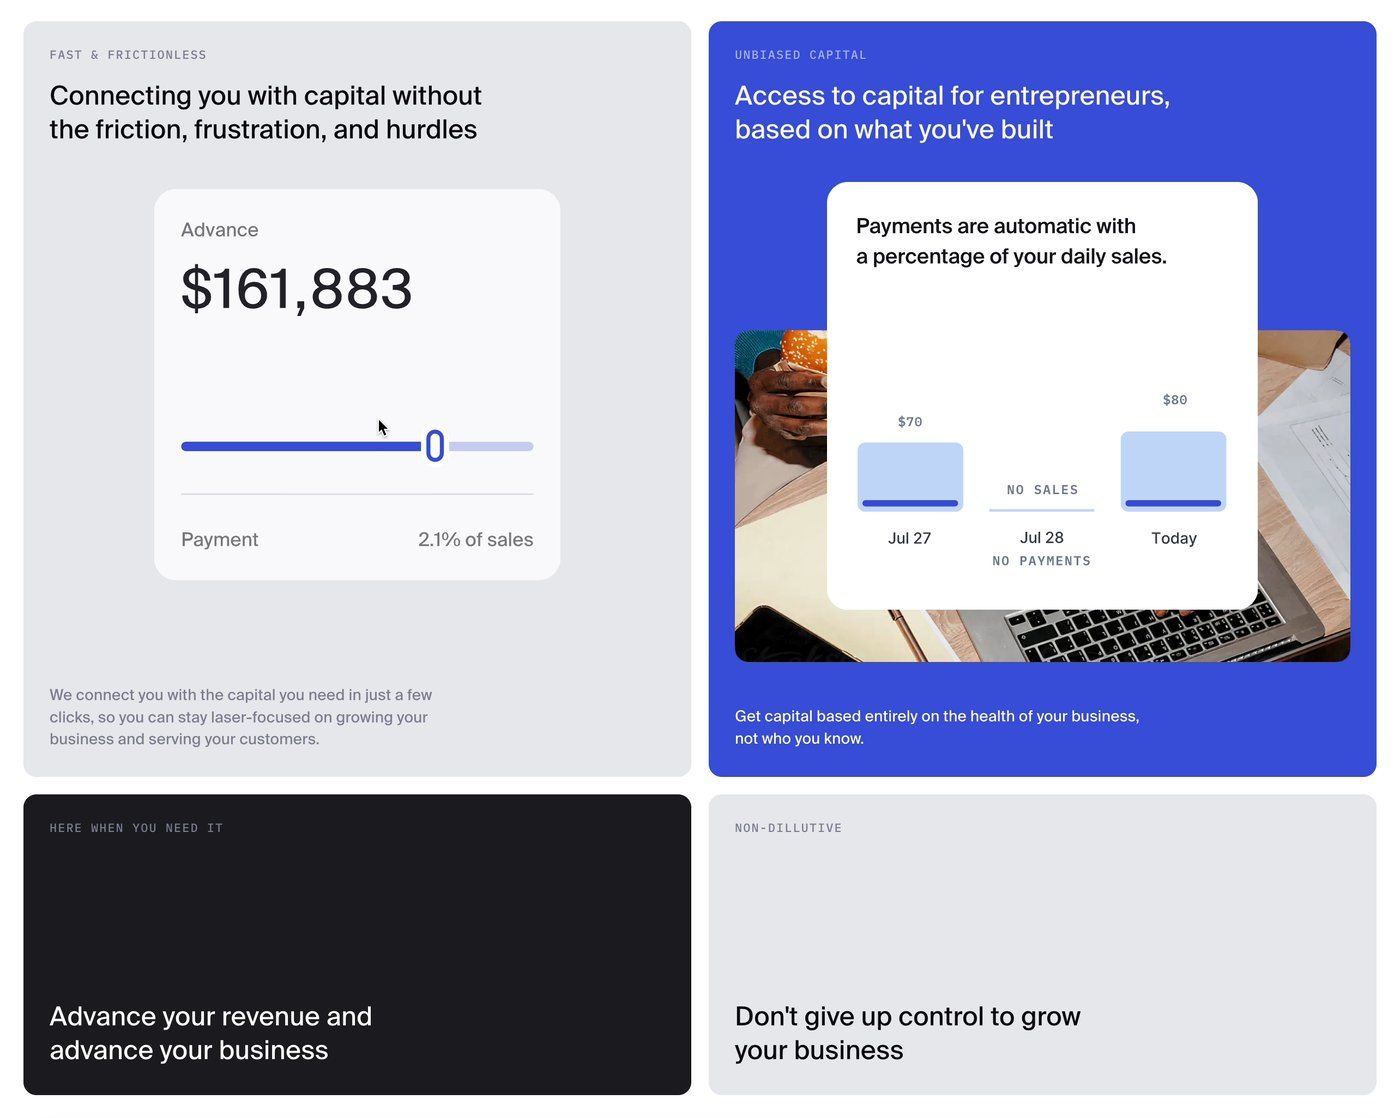 FAST & FRICTIONLESS
Connecting you with capital without
the friction, frustration, and hurdles
Advance
$161,883
Payment
2.1% of sales
We connect you with the capital you need in just a few
clicks, so you can stay laser-focused on growing your
business and serving your customers.
UNBIASED CAPITAL
Access to capital for entrepreneurs,
based on what you've built
Payments are automatic with
a percentage of your daily sales.
$70
NO SALES
$80
Jul 27
Jul 28
Today
NO PAYMENTS
Get capital based entirely on the health of your business,
not who you know.
HERE WHEN YOU NEED IT
Advance your revenue and
advance your business
NON-DILLUTIVE
Don't give up control to grow
your business